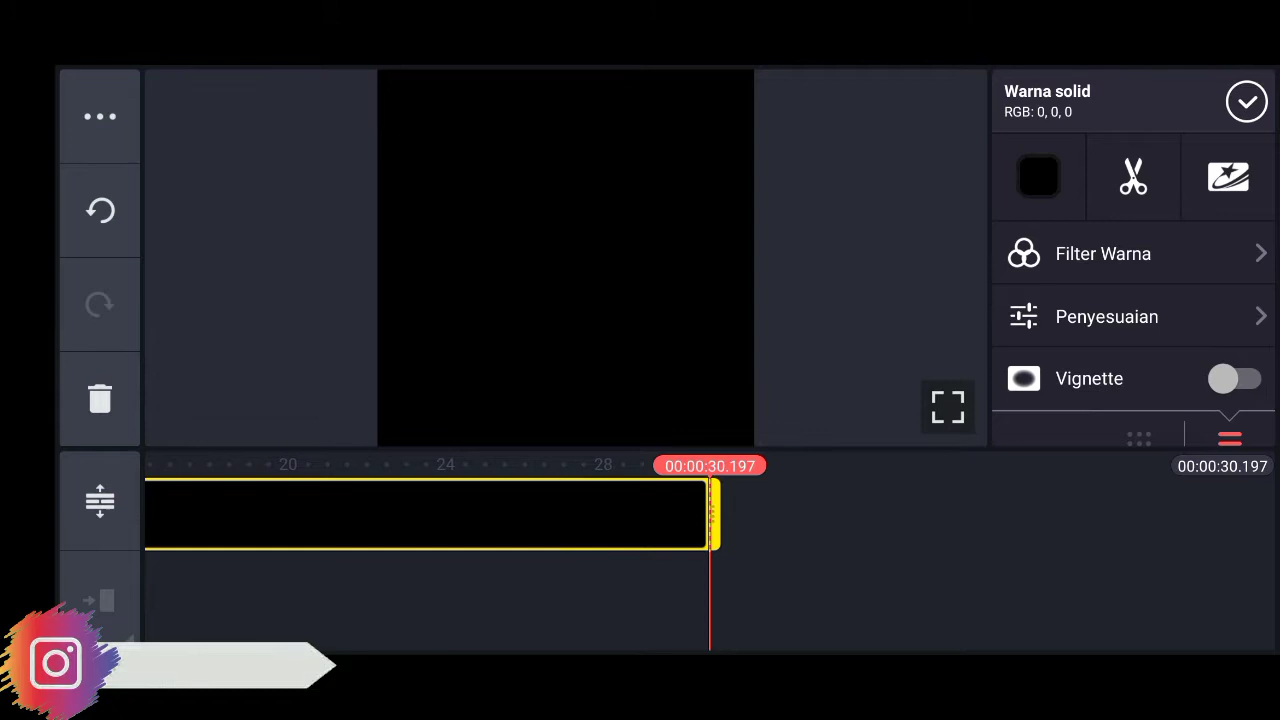 Warna solid
RGB: 0, 0, 0
Filter Warna
Penyesuaian
Vignette
20
24
28
00:00:30.197
00:00:30.197